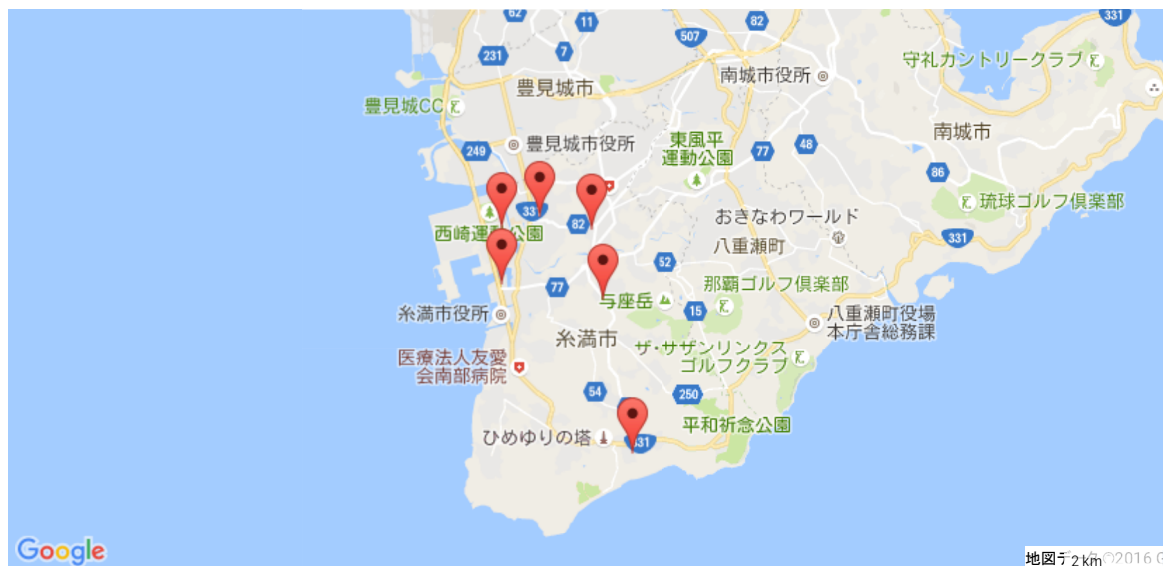 62
11
82
331
507
7
231
守礼カントリークラブ
南城市役所
豊見城市
豊見城CC
南城市
豊見城市役所
東風平
運動公園
249
77
48
86
331
琉球ゴルフ倶楽部
82
おきなわワールド
西崎運動公園
331
八重瀬町
52
77
那覇ゴルフ倶楽部
与座岳
15
糸満市役所
八重瀬町役場
本庁舎総務課
糸満市
ザ・サザンリンクス
ゴルフクラブ
医療法人友愛
会南部病院
54
250
平和祈念公園
ひめゆりの塔
331
Google
地図データ ©2016 G
2 km